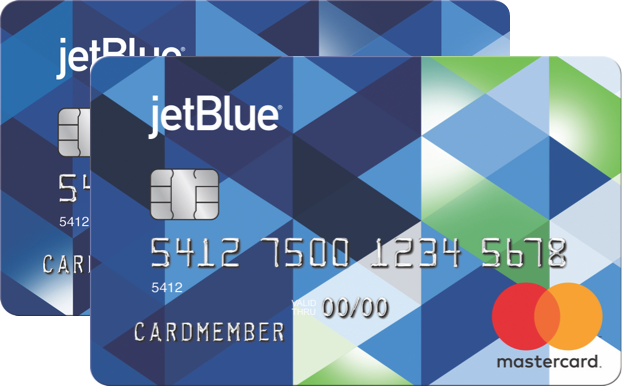 jetBlue
54
5412
CARD
jetBlue®
5412 7500 1234 5678
5412
VALID THRU 00/00
CARDMEMBER
mastercard.